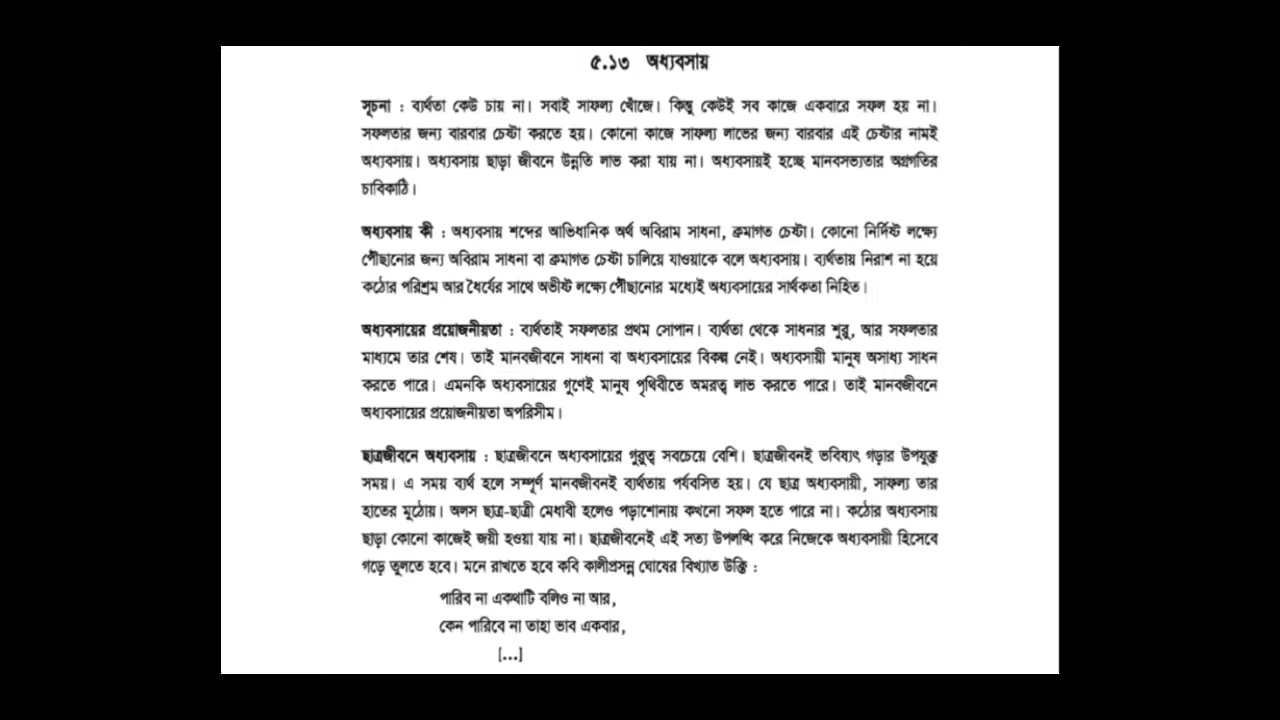 ৫.১৩ অধ্যবসায়
সূচনা : ব্যর্থতা কেউ চায় না। সবাই সাফল্য খোঁজে। কিন্তু কেউই সব কাজে একবারে সফল হয় না।
সফলতার জন্য বারবার চেষ্টা করতে হয়। কোনো কাজে সাফল্য লাভের জন্য বারবার এই চেষ্টার নামই
অধ্যবসায়। অধ্যবসায় ছাড়া জীবনে উন্নতি লাভ করা যায় না। অধ্যবসায়ই হচ্ছে মানবসভ্যতার অগ্রগতির
চাবিকাঠি।
অধ্যবসায় কী : অধ্যবসায় শব্দের আভিধানিক অর্থ অবিরাম সাধনা, ক্রমাগত চেষ্টা। কোনো নির্দিষ্ট লক্ষ্যে
পৌঁছানোর জন্য অবিরাম সাধনা বা ক্রমাগত চেষ্টা চালিয়ে যাওয়াকে বলে অধ্যবসায়। ব্যর্থতায় নিরাশ না হয়ে
কঠোর পরিশ্রম আর ধৈর্যের সাথে অভীষ্ট লক্ষ্যে পৌঁছানোর মধ্যেই অধ্যবসায়ের সার্থকতা নিহিত।
অধ্যবসায়ের প্রয়োজনীয়তা : ব্যর্থতাই সফলতার প্রথম সোপান। ব্যর্থতা থেকে সাধনার শুরু, আর সফলতার
মাধ্যমে তার শেষ। তাই মানবজীবনে সাধনা বা অধ্যবসায়ের বিকল্প নেই। অধ্যবসায়ী মানুষ অসাধ্য সাধন
করতে পারে। এমনকি অধ্যবসায়ের গুণেই মানুষ পৃথিবীতে অমরত্ব লাভ করতে পারে। তাই মানবজীবনে
অধ্যবসায়ের প্রয়োজনীয়তা অপরিসীম।
ছাত্রজীবনে অধ্যবসায় : ছাত্রজীবনে অধ্যবসায়ের গুরুত্ব সবচেয়ে বেশি। ছাত্রজীবনই ভবিষ্যৎ গড়ার উপযুক্ত
সময়। এ সময় ব্যর্থ হলে সম্পূর্ণ মানবজীবনই ব্যর্থতায় পর্যবসিত হয়। যে ছাত্র অধ্যবসায়ী, সাফল্য তার
হাতের মুঠোয়। অলস ছাত্র-ছাত্রী মেধাবী হলেও পড়াশোনায় কখনো সফল হতে পারে না। কঠোর অধ্যবসায়
ছাড়া কোনো কাজেই জয়ী হওয়া যায় না। ছাত্রজীবনেই এই সত্য উপলব্ধি করে নিজেকে অধ্যবসায়ী হিসেবে
গড়ে তুলতে হবে। মনে রাখতে হবে কবি কালীপ্রসন্ন ঘোষের বিখ্যাত উক্তি :
পারিব না একথাটি বলিও না আর,
কেন পারিবে না তাহা ভাব একবার,
[...]